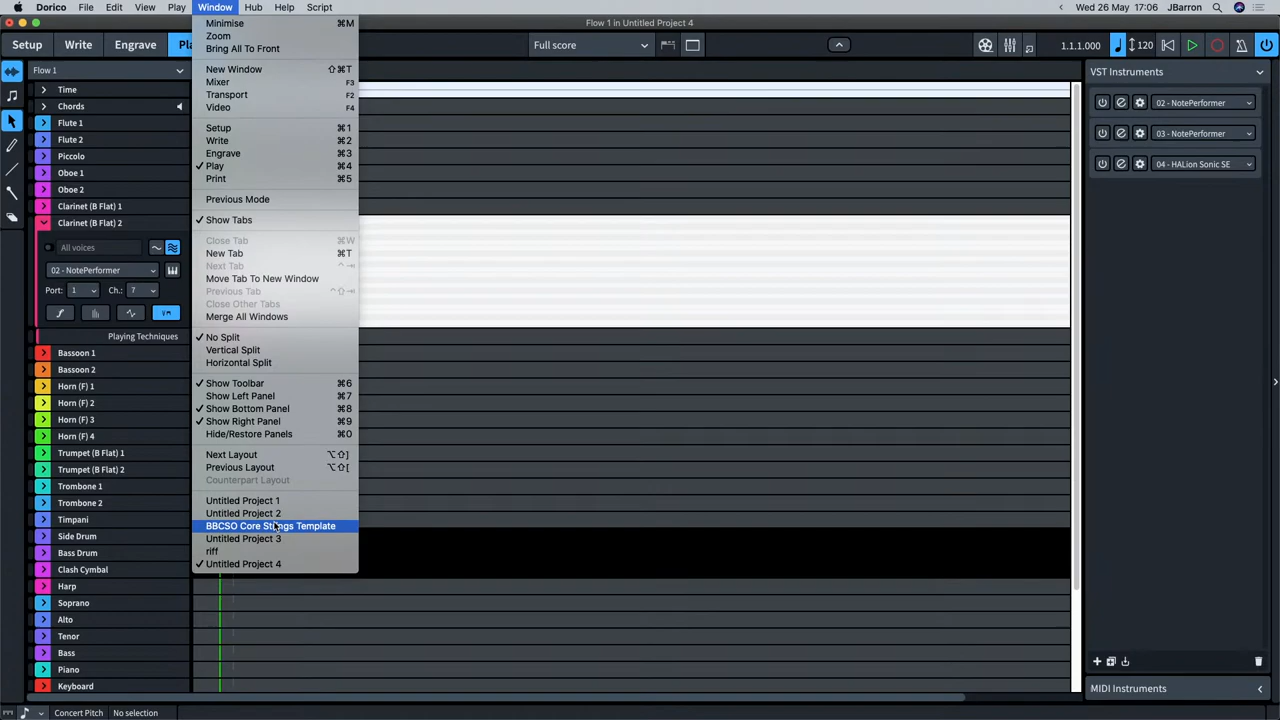 Dorico File Edit View Play Window Hub Help Script
Wed 26 May 17:06 JBarron
Flow 1 in Untitled Project 4
Setup Write Engrave Pla
Full score
1.1.1.000 120
Flow 1
Time
Chords
Flute 1
Flute 2
Piccolo
Oboe 1
Oboe 2
Clarinet (B Flat) 1
Clarinet (B Flat) 2
All voices
02 - NotePerformer
Port: 1 Ch.: 7
Playing Techniques
Bassoon 1
Bassoon 2
Horn (F) 1
Horn (F) 2
Horn (F) 3
Horn (F) 4
Trumpet (B Flat) 1
Trumpet (B Flat) 2
Trombone 1
Trombone 2
Timpani
Side Drum
Bass Drum
Clash Cymbal
Harp
Soprano
Alto
Tenor
Bass
Piano
Keyboard
Minimise ⌘M
Zoom
Bring All To Front
New Window ⇧⌘T
Mixer F3
Transport F2
Video F4
Setup ⌘1
Write ⌘2
Engrave ⌘3
✓ Play ⌘4
Print ⌘5
Previous Mode
✓ Show Tabs
Close Tab ⌘W
New Tab ⌘T
Next Tab ^⇥
Move Tab To New Window
Previous Tab ^⇧⇥
Close Other Tabs
Merge All Windows
✓ No Split
Vertical Split
Horizontal Split
✓ Show Toolbar ⌘6
Show Left Panel ⌘7
✓ Show Bottom Panel ⌘8
✓ Show Right Panel ⌘9
Hide/Restore Panels ⌘0
Next Layout ⌥⇧]
Previous Layout ⌥⇧[
Counterpart Layout
Untitled Project 1
Untitled Project 2
BBCSO Core Strings Template
Untitled Project 3
riff
✓ Untitled Project 4
VST Instruments
02 - NotePerformer
03 - NotePerformer
04 - HALion Sonic SE
MIDI Instruments
Concert Pitch No selection